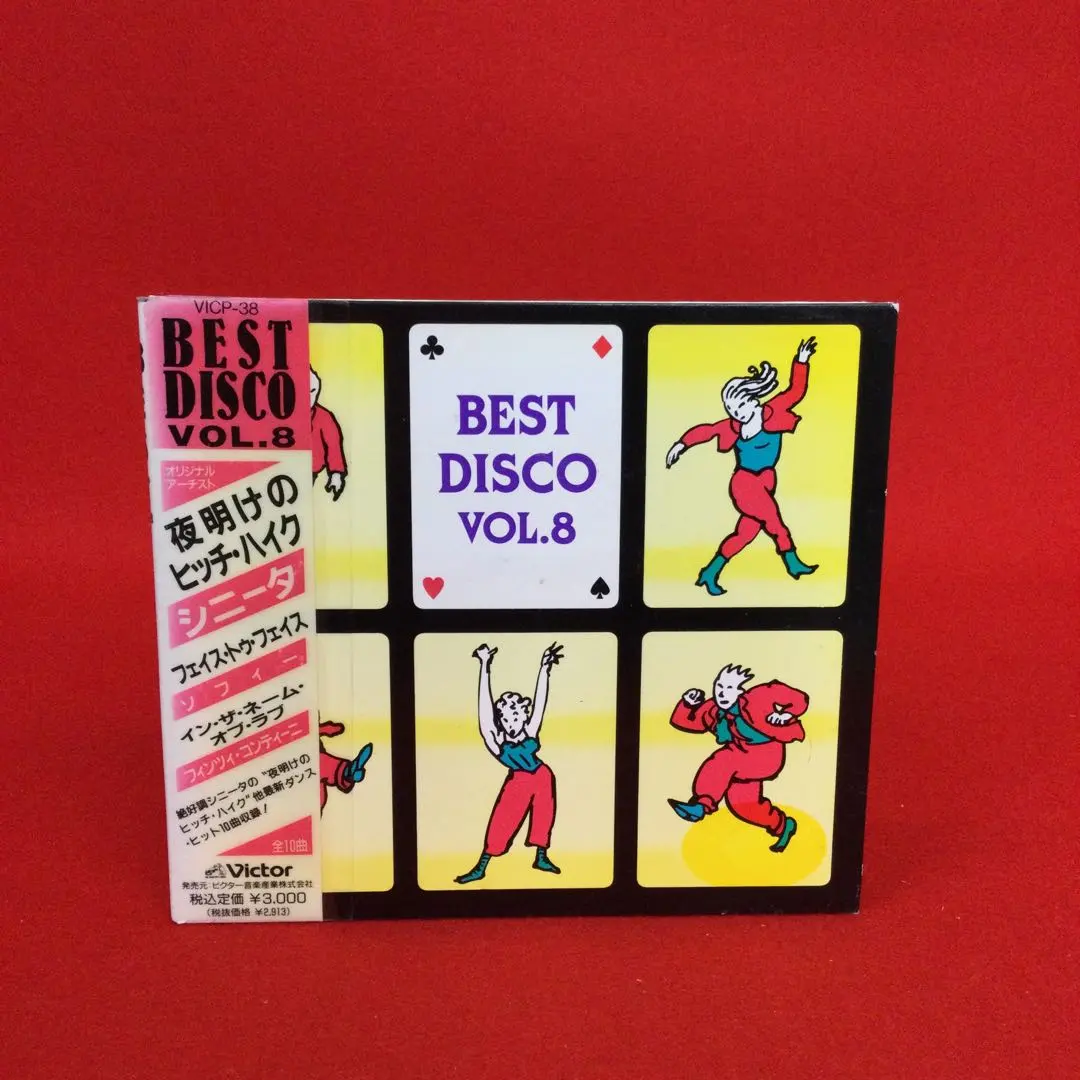 VICP-38
BEST
DISCO
VOL.8
オリジナル
アーチスト
夜明けの
ヒッチ・ハイク
シニータ
フェイス・トゥ・フェイス
ソフィー
イン・ザ・ネーム・
オブ・ラブ
フィンツィ・コンティーニ
絶好調シニータの“夜明けの
ヒッチ・ハイク”他最新ダンス
・ヒット10曲収録!
全10曲
Victor
発売元 ビクター音楽産業株式会社
税込定価 ¥3.000
(税抜価格 ¥2,913)
BEST
DISCO
VOL.8